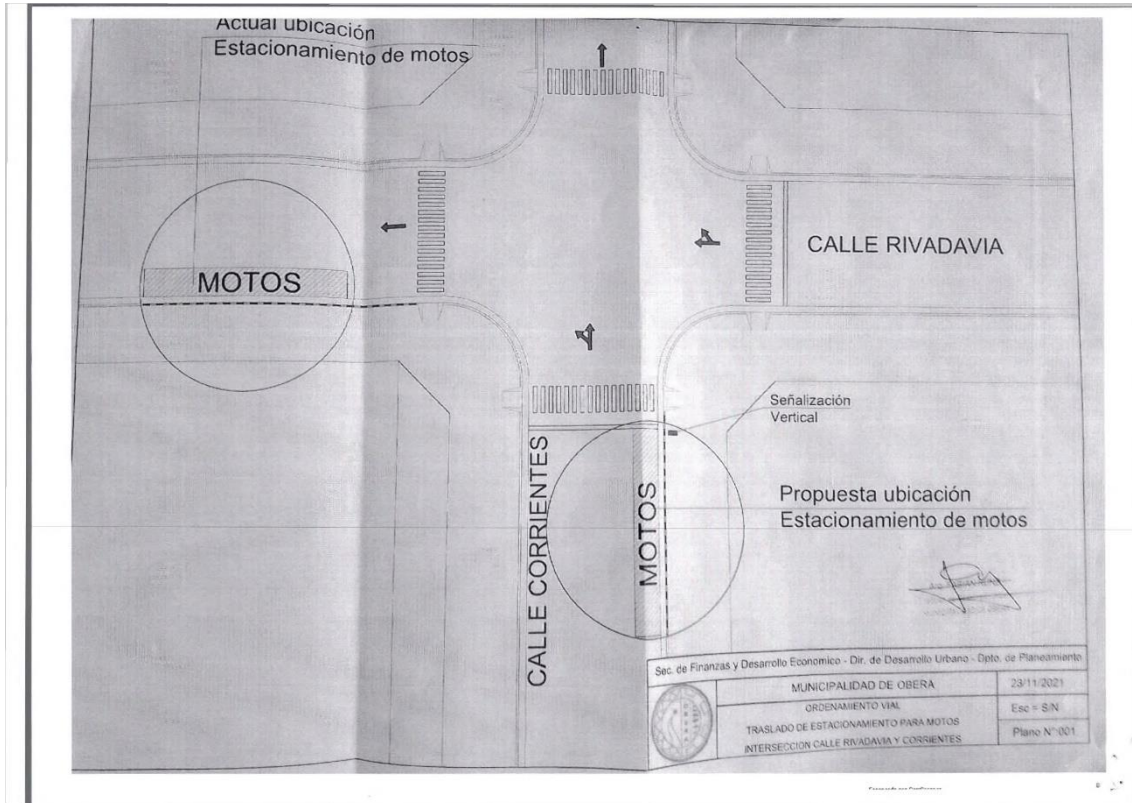 Actual ubicación
Estacionamiento de motos
MOTOS
CALLE RIVADAVIA
Señalización
Vertical
CALLE CORRIENTES
MOTOS
Propuesta ubicación
Estacionamiento de motos
Sec. de Finanzas y Desarrollo Economico - Dir. de Desarrollo Urbano - Dpto. de Planeamiento
MUNICIPALIDAD DE OBERA
23/11/2021
ORDENAMIENTO VIAL
TRASLADO DE ESTACIONAMIENTO PARA MOTOS
INTERSECCION CALLE RIVADAVIA Y CORRIENTES
Esc = S/N
Plano N° 001